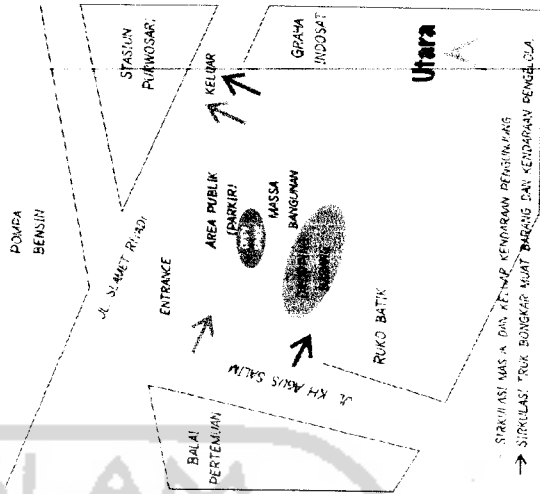 POMPA
BENSIN
STASIUN
PURWOSARI
JL SLAMET RIYADI
KELUAR
GRAHA
INDOSAT
ENTRANCE
AREA PUBLIK
(PARKIR)
MASSA
BANGUNAN
Utara
JL KH AGUS SALIM
RUKO BATIK
BALAI
PERTEMUAN
SIRKULASI MASUK DAN KELUAR KENDARAAN PENGUNJUNG
SIRKULASI TRUK BONGKAR MUAT BARANG DAN KENDARAAN PENGELOLA.